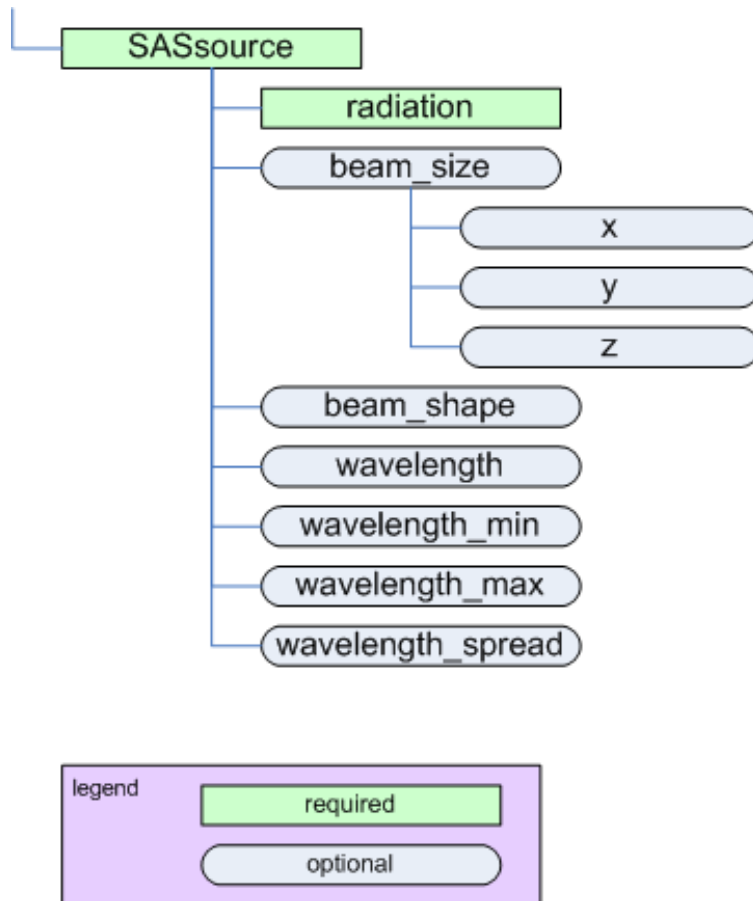 SASsource
radiation
beam_size
x
y
z
beam_shape
wavelength
wavelength_min
wavelength_max
wavelength_spread
legend
required
optional